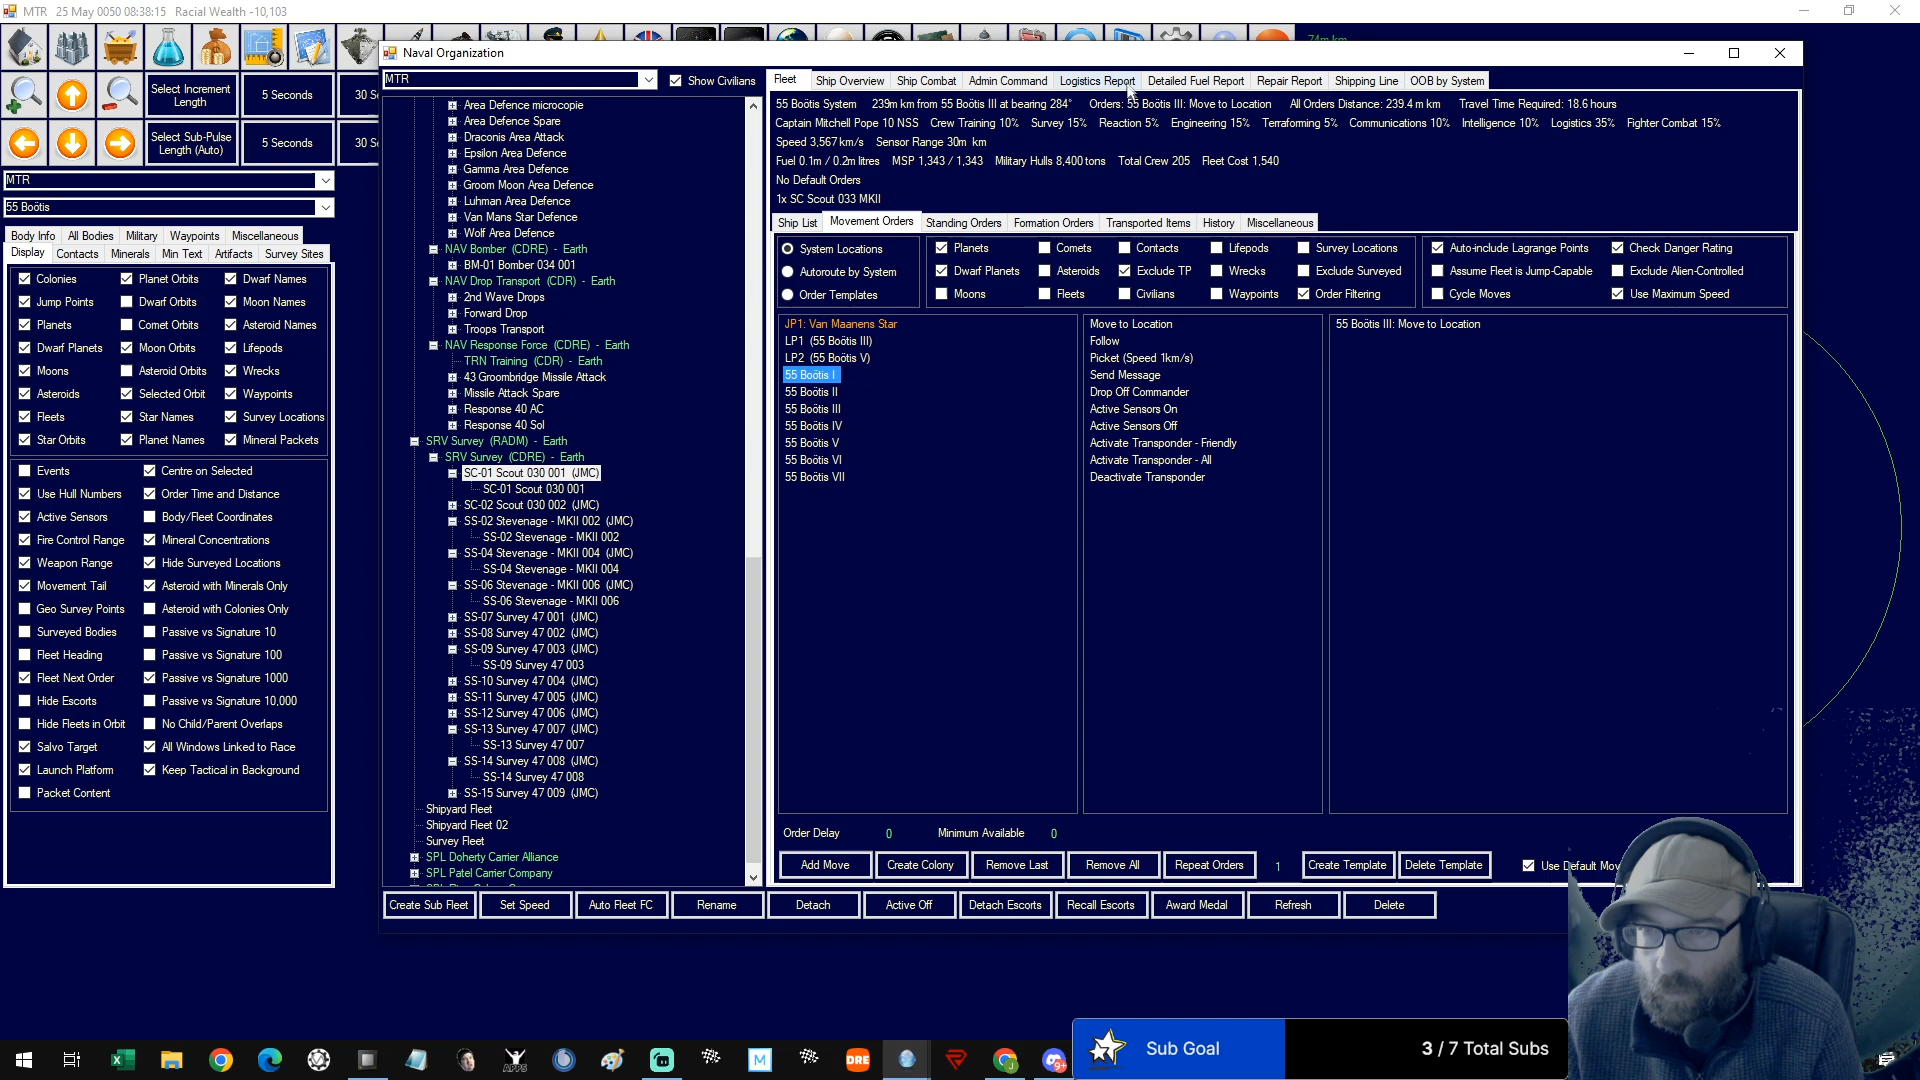 MTR 25 May 0050 08:38:15 Racial Wealth -10,103
Naval Organization
MTR
Show Civilians
Fleet Ship Overview Ship Combat Admin Command Logistics Report Detailed Fuel Report Repair Report Shipping Line OOB by System
Select Increment Length 5 Seconds 30 S
Select Sub-Pulse Length (Auto) 5 Seconds 30 S
MTR
55 Boötis
Body Info All Bodies Military Waypoints Miscellaneous
Display Contacts Minerals Min Text Artifacts Survey Sites
Colonies Planet Orbits Dwarf Names
Jump Points Dwarf Orbits Moon Names
Planets Comet Orbits Asteroid Names
Dwarf Planets Moon Orbits Lifepods
Moons Asteroid Orbits Wrecks
Asteroids Selected Orbit Waypoints
Fleets Star Names Survey Locations
Star Orbits Planet Names Mineral Packets
Events Centre on Selected
Use Hull Numbers Order Time and Distance
Active Sensors Body/Fleet Coordinates
Fire Control Range Mineral Concentrations
Weapon Range Hide Surveyed Locations
Movement Tail Asteroid with Minerals Only
Geo Survey Points Asteroid with Colonies Only
Surveyed Bodies Passive vs Signature 10
Fleet Heading Passive vs Signature 100
Fleet Next Order Passive vs Signature 1000
Hide Escorts Passive vs Signature 10,000
Hide Fleets in Orbit No Child/Parent Overlaps
Salvo Target All Windows Linked to Race
Launch Platform Keep Tactical in Background
Packet Content
Area Defence microcopie
Area Defence Spare
Draconis Area Attack
Epsilon Area Defence
Gamma Area Defence
Groom Moon Area Defence
Luhman Area Defence
Van Mans Star Defence
Wolf Area Defence
NAV Bomber (CDRE) - Earth
BM-01 Bomber 034 001
NAV Drop Transport (CDR) - Earth
2nd Wave Drops
Forward Drop
Troops Transport
NAV Response Force (CDRE) - Earth
TRN Training (CDR) - Earth
43 Groombridge Missile Attack
Missile Attack Spare
Response 40 AC
Response 40 Sol
SRV Survey (RADM) - Earth
SRV Survey (CDRE) - Earth
SC-01 Scout 030 001 (JMC)
SC-01 Scout 030 001
SC-02 Scout 030 002 (JMC)
SS-02 Stevenage - MKII 002 (JMC)
SS-02 Stevenage - MKII 002
SS-04 Stevenage - MKII 004 (JMC)
SS-04 Stevenage - MKII 004
SS-06 Stevenage - MKII 006 (JMC)
SS-06 Stevenage - MKII 006
SS-07 Survey 47 001 (JMC)
SS-08 Survey 47 002 (JMC)
SS-09 Survey 47 003 (JMC)
SS-09 Survey 47 003
SS-10 Survey 47 004 (JMC)
SS-11 Survey 47 005 (JMC)
SS-12 Survey 47 006 (JMC)
SS-13 Survey 47 007 (JMC)
SS-13 Survey 47 007
SS-14 Survey 47 008 (JMC)
SS-14 Survey 47 008
SS-15 Survey 47 009 (JMC)
Shipyard Fleet
Shipyard Fleet 02
Survey Fleet
SPL Doherty Carrier Alliance
SPL Patel Carrier Company
55 Boötis System 239m km from 55 Boötis III at bearing 284° Orders: 55 Boötis III: Move to Location All Orders Distance: 239.4 m km Travel Time Required: 18.6 hours
Captain Mitchell Pope 10 NSS Crew Training 10% Survey 15% Reaction 5% Engineering 15% Terraforming 5% Communications 10% Intelligence 10% Logistics 35% Fighter Combat 15%
Speed 3,567 km/s Sensor Range 30m km
Fuel 0.1m / 0.2m litres MSP 1,343 / 1,343 Military Hulls 8,400 tons Total Crew 205 Fleet Cost 1,540
No Default Orders
1x SC Scout 033 MKII
Ship List Movement Orders Standing Orders Formation Orders Transported Items History Miscellaneous
System Locations Planets Comets Contacts Lifepods Survey Locations Auto-include Lagrange Points Check Danger Rating
Autoroute by System Dwarf Planets Asteroids Exclude TP Wrecks Exclude Surveyed Assume Fleet is Jump-Capable Exclude Alien-Controlled
Order Templates Moons Fleets Civilians Waypoints Order Filtering Cycle Moves Use Maximum Speed
JP1: Van Maanens Star
LP1 (55 Boötis III)
LP2 (55 Boötis V)
55 Boötis I
55 Boötis II
55 Boötis III
55 Boötis IV
55 Boötis V
55 Boötis VI
55 Boötis VII
Move to Location
Follow
Picket (Speed 1km/s)
Send Message
Drop Off Commander
Active Sensors On
Active Sensors Off
Activate Transponder - Friendly
Activate Transponder - All
Deactivate Transponder
55 Boötis III: Move to Location
Order Delay 0 Minimum Available 0
Add Move Create Colony Remove Last Remove All Repeat Orders 1 Create Template Delete Template Use Default Mov
Create Sub Fleet Set Speed Auto Fleet FC Rename Detach Active Off Detach Escorts Recall Escorts Award Medal Refresh Delete
Sub Goal 3 / 7 Total Subs
APPS
M
DRE
9+